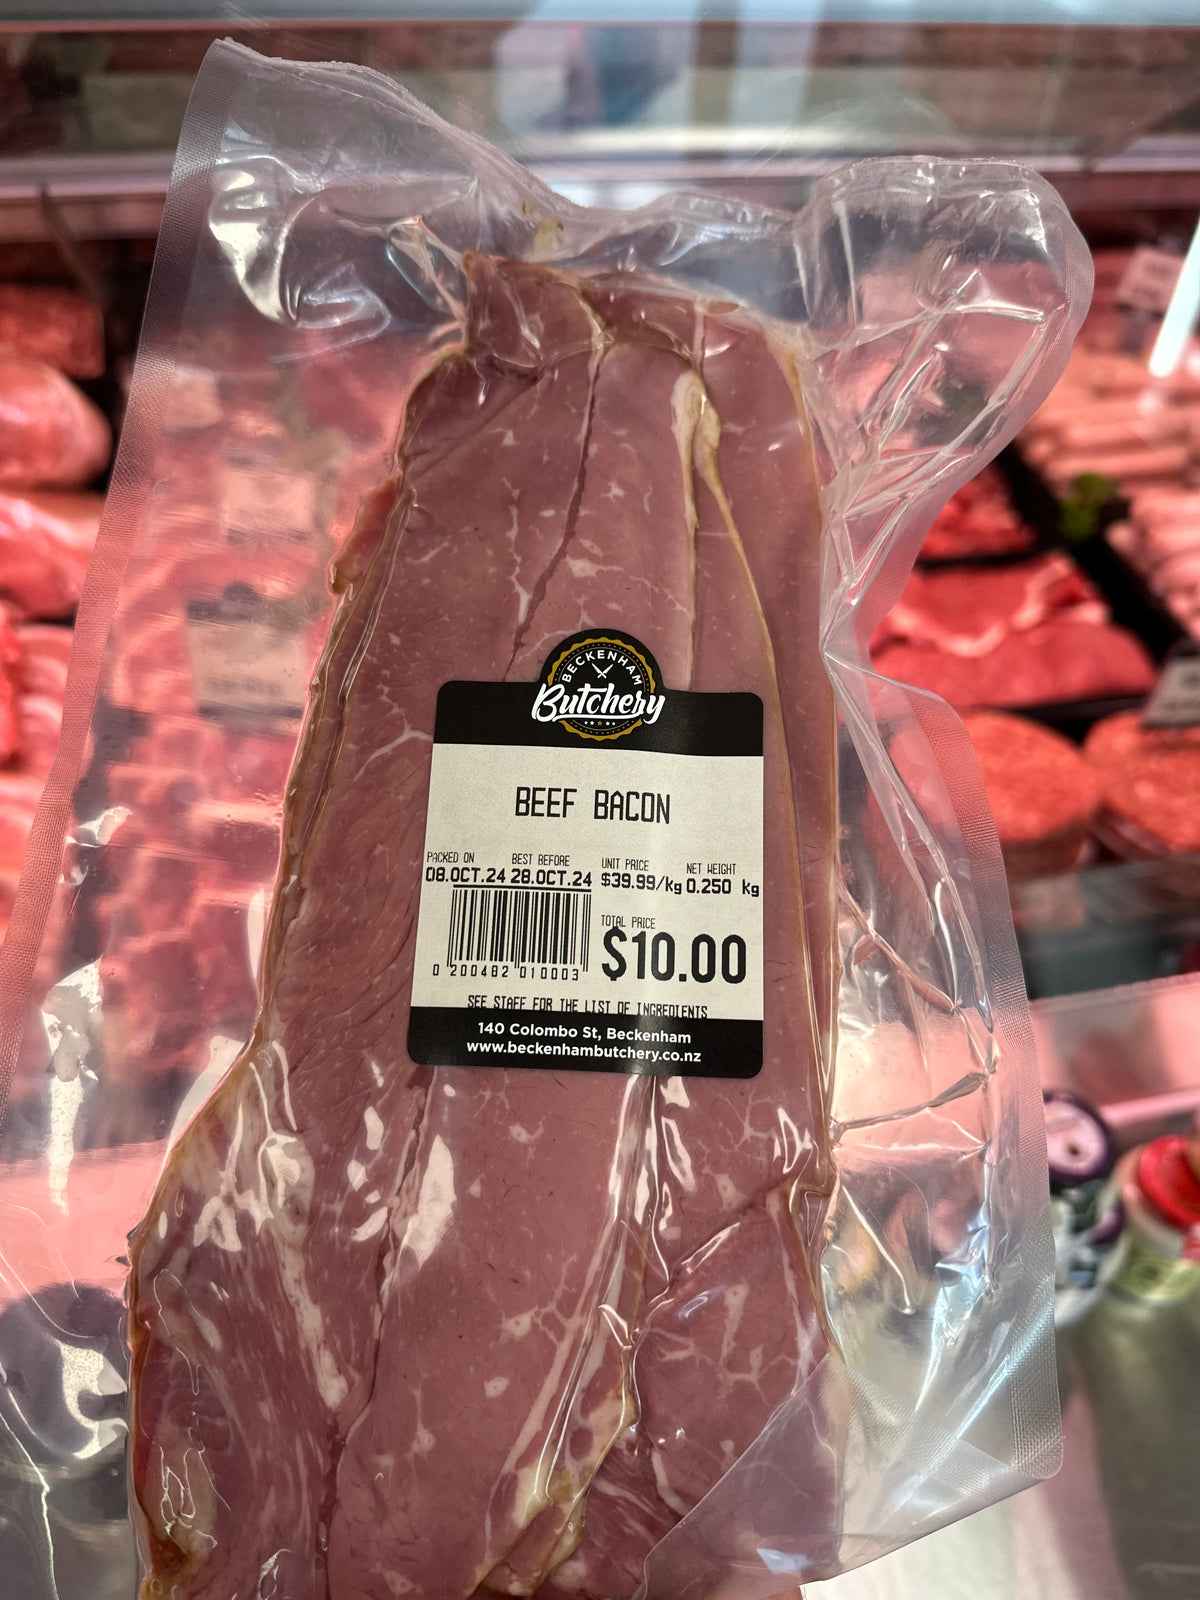 BECKENHAM
Butchery
BEEF BACON
PACKED ON BEST BEFORE UNIT PRICE NET WEIGHT
08.OCT.24 28.OCT.24 $39.99/kg 0.250 kg
TOTAL PRICE
$10.00
0 200482 010003
SEE STAFF FOR THE LIST OF INGREDIENTS
140 Colombo St, Beckenham
www.beckenhambutchery.co.nz